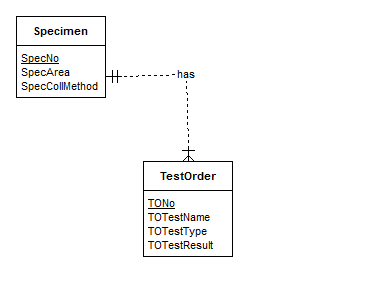 Specimen
SpecNo
SpecArea
SpecCollMethod
has
TestOrder
TONo
TOTestName
TOTestType
TOTestResult